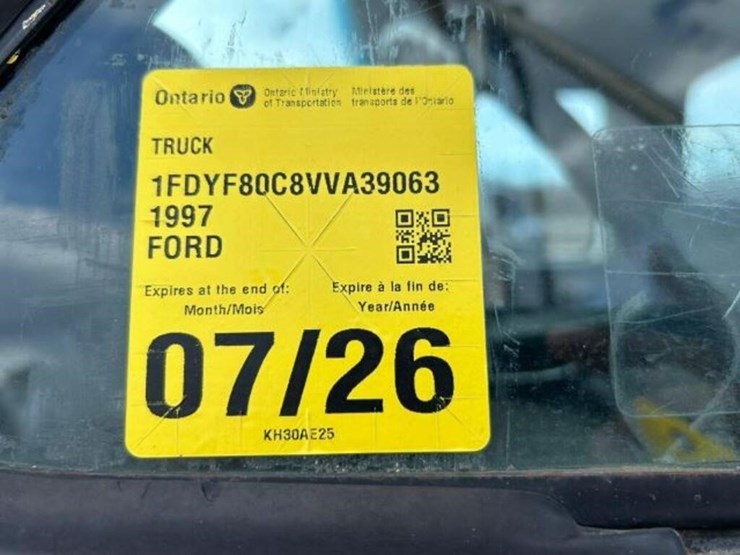 Ontario Ontario Ministry of Transportation Ministère des transports de l'Ontario
TRUCK
1FDYF80C8VVA39063
1997
FORD
Expires at the end of: Expire à la fin de:
Month/Mois Year/Année
07/26
KH30AE25